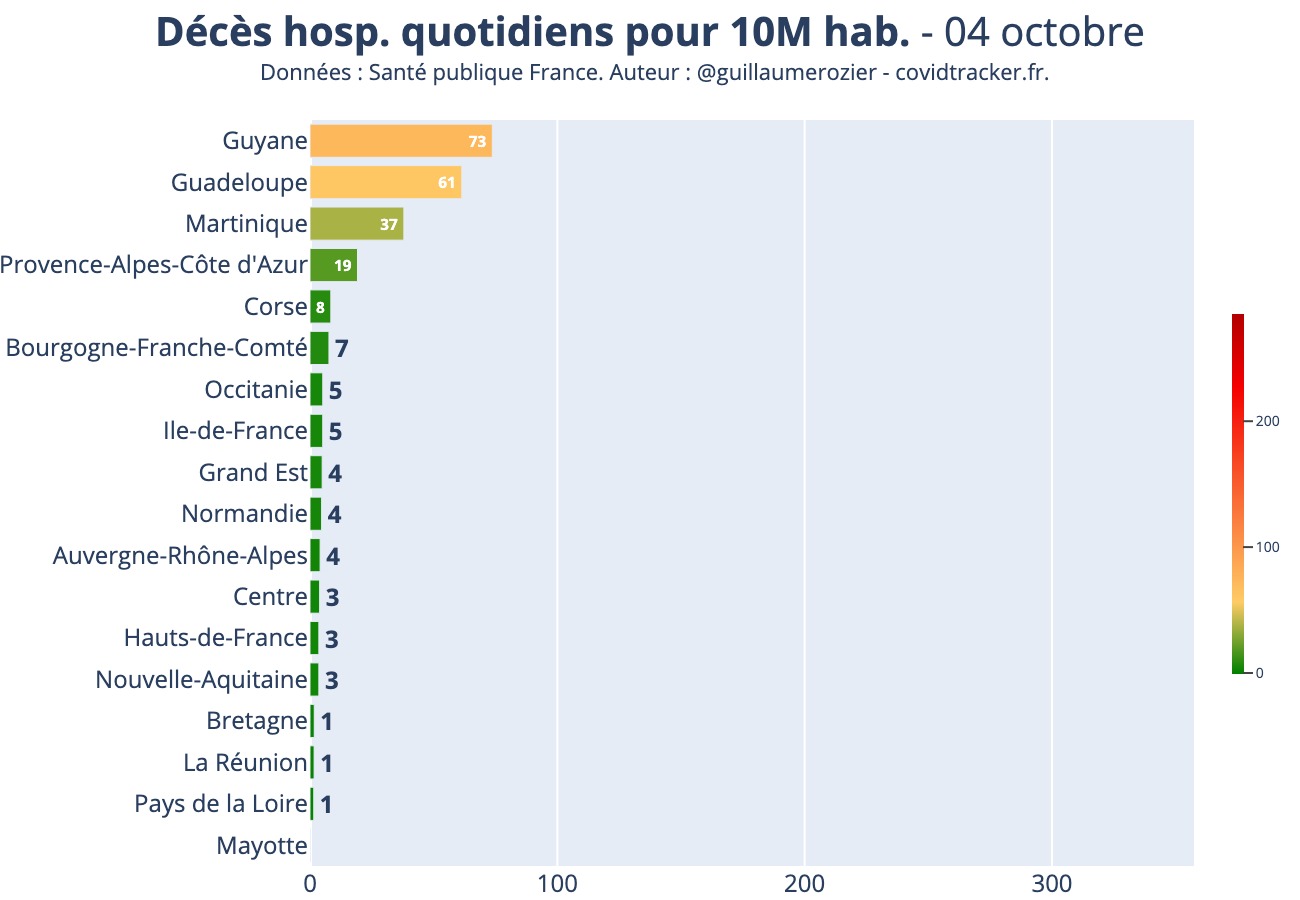 Décès hosp. quotidiens pour 10M hab. - 04 octobre
Données : Santé publique France. Auteur : @guillaumerozier - covidtracker.fr.
Guyane 73
Guadeloupe 61
Martinique 37
Provence-Alpes-Côte d'Azur 19
Corse 8
Bourgogne-Franche-Comté 7
Occitanie 5
Ile-de-France 5
Grand Est 4
Normandie 4
Auvergne-Rhône-Alpes 4
Centre 3
Hauts-de-France 3
Nouvelle-Aquitaine 3
Bretagne 1
La Réunion 1
Pays de la Loire 1
Mayotte
0 100 200 300
200
100
0